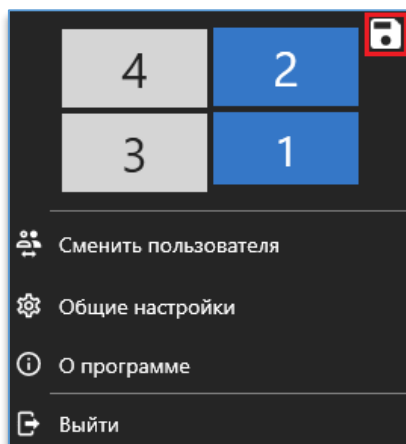 4 2
3 1
Сменить пользователя
Общие настройки
О программе
Выйти